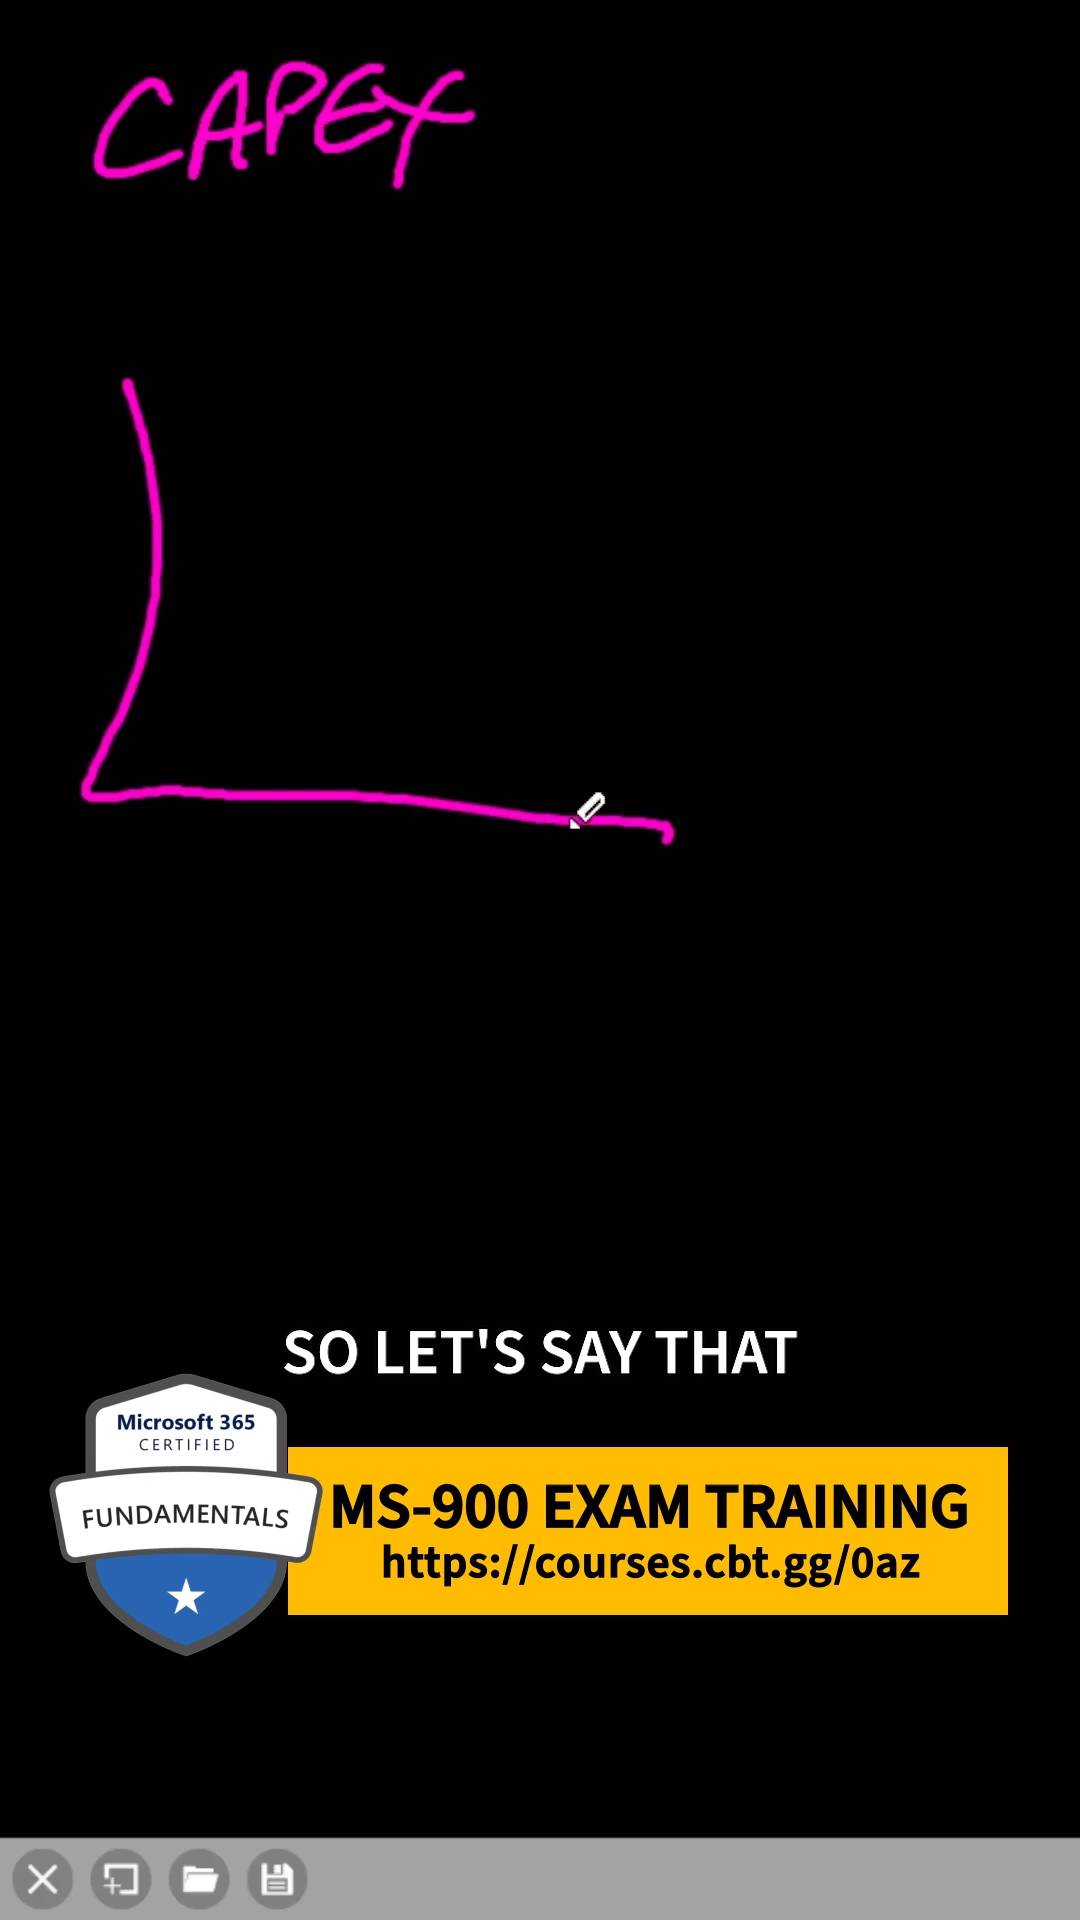 CAPEX
SO LET'S SAY THAT
Microsoft 365
CERTIFIED
FUNDAMENTALS
MS-900 EXAM TRAINING
https://courses.cbt.gg/0az